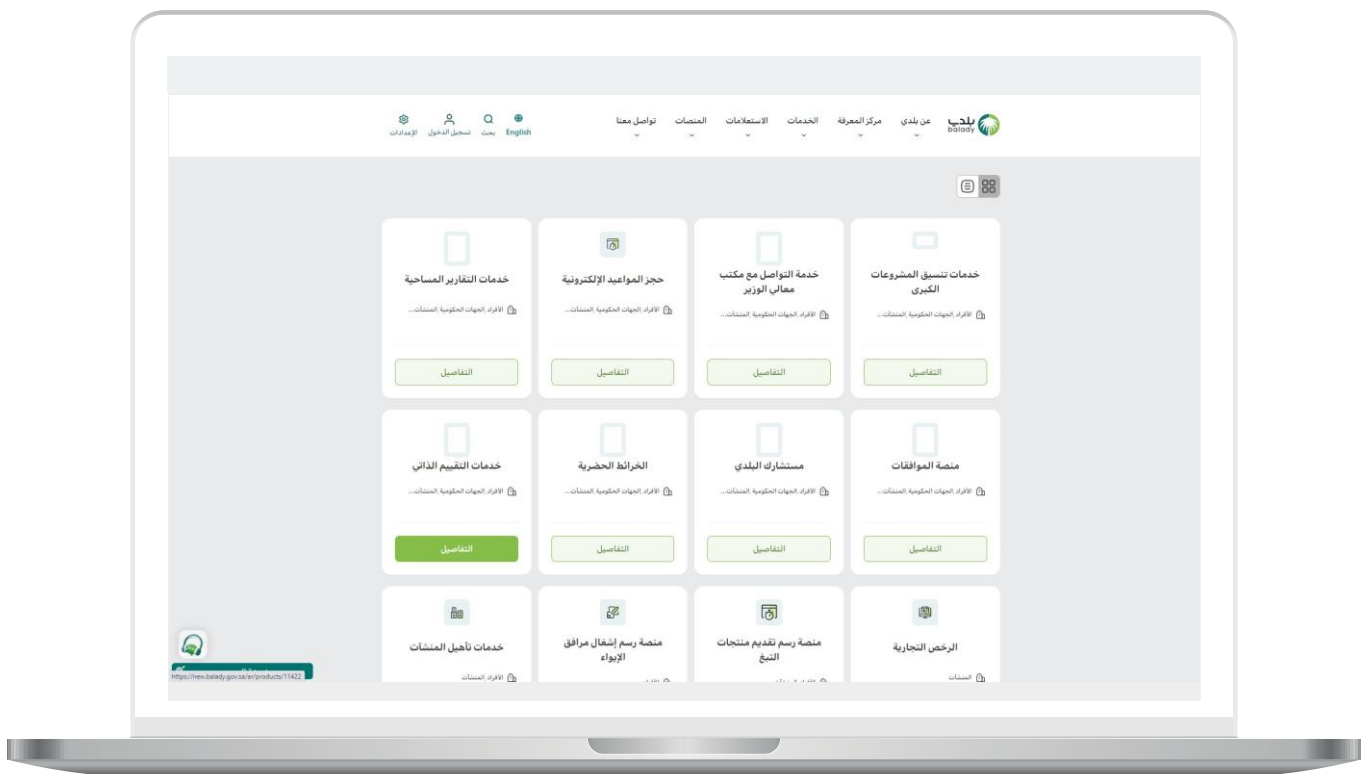 بلدي
balady
عن بلدي
مركز المعرفة
الخدمات
الاستعلامات
المنصات
تواصل معنا
English
بحث
تسجيل الدخول
الإعدادات
خدمات تنسيق المشروعات
الكبرى
الأفراد ,الجهات الحكومية ,المنشآت...
التفاصيل
خدمة التواصل مع مكتب
معالي الوزير
الأفراد ,الجهات الحكومية ,المنشآت...
التفاصيل
حجز المواعيد الإلكترونية
الأفراد ,الجهات الحكومية ,المنشآت...
التفاصيل
خدمات التقارير المساحية
الأفراد ,الجهات الحكومية ,المنشآت...
التفاصيل
منصة الموافقات
الأفراد ,الجهات الحكومية ,المنشآت...
التفاصيل
مستشارك البلدي
الأفراد ,الجهات الحكومية ,المنشآت...
التفاصيل
الخرائط الحضرية
الأفراد ,الجهات الحكومية ,المنشآت...
التفاصيل
خدمات التقييم الذاتي
الأفراد ,الجهات الحكومية ,المنشآت...
التفاصيل
الرخص التجارية
المنشآت
منصة رسم تقديم منتجات
التبغ
منصة رسم إشغال مرافق
الإيواء
خدمات تأهيل المنشآت
الأفراد ,المنشآت
https://new.balady.gov.sa/ar/products/11422